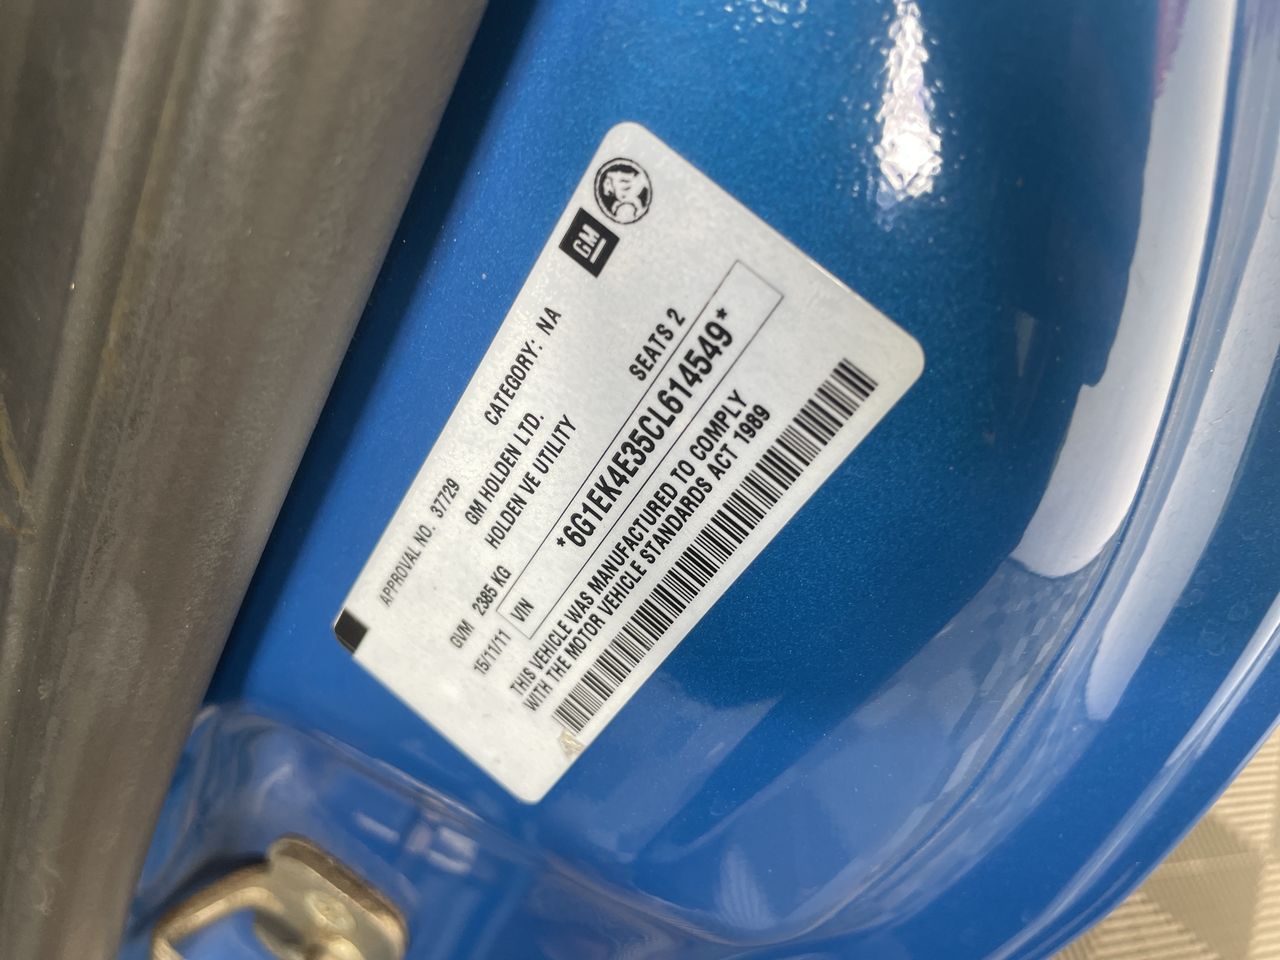 GM
APPROVAL NO. 37729
CATEGORY: NA
GM HOLDEN LTD.
HOLDEN VE UTILITY
GVM 2385 KG
SEATS 2
15/11/11
VIN *6G1EK4E35CL614549*
THIS VEHICLE WAS MANUFACTURED TO COMPLY
WITH THE MOTOR VEHICLE STANDARDS ACT 1989